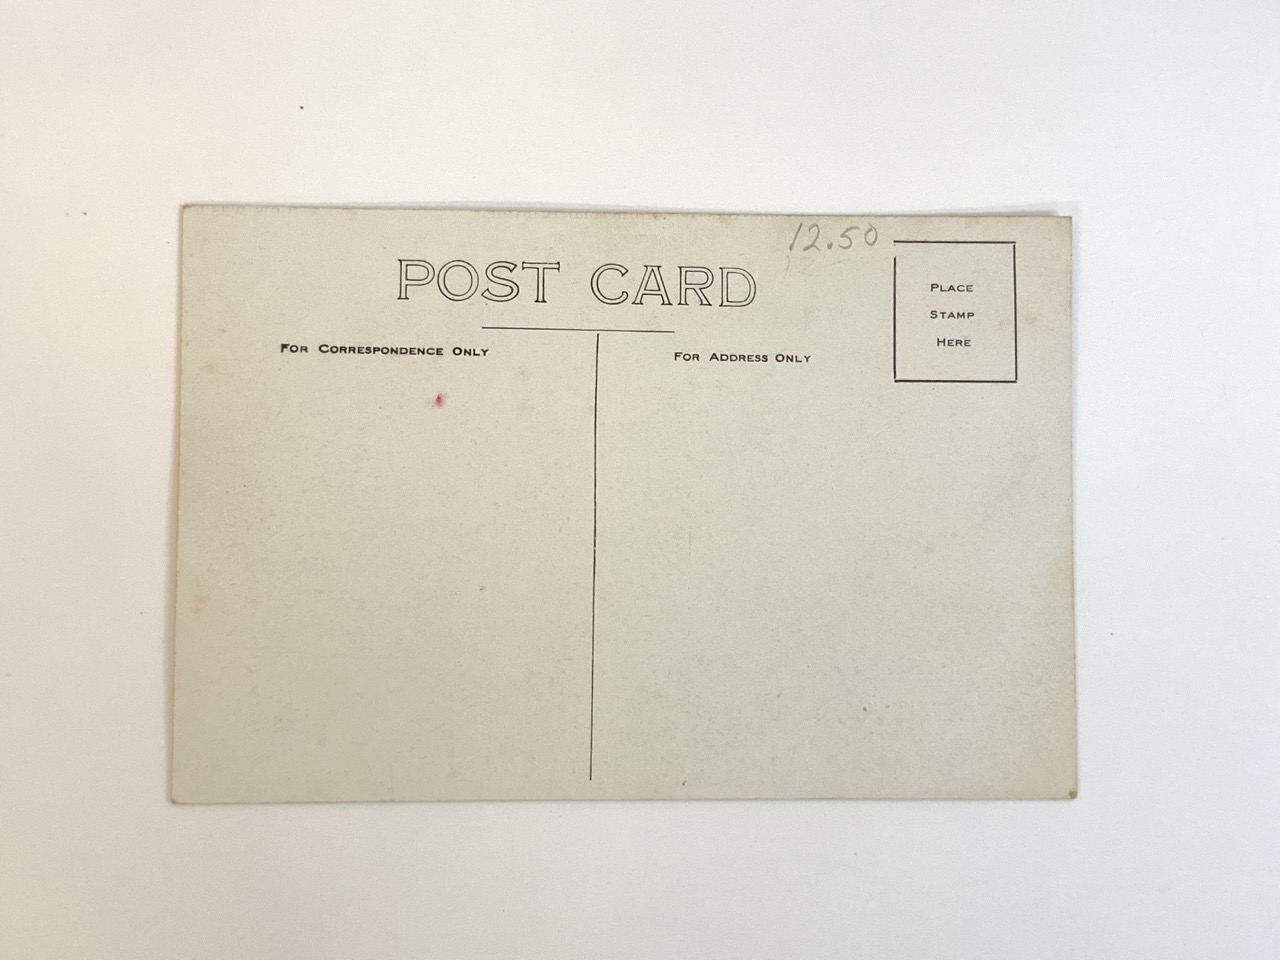 12.50
POST CARD
PLACE
STAMP
HERE
FOR CORRESPONDENCE ONLY
FOR ADDRESS ONLY